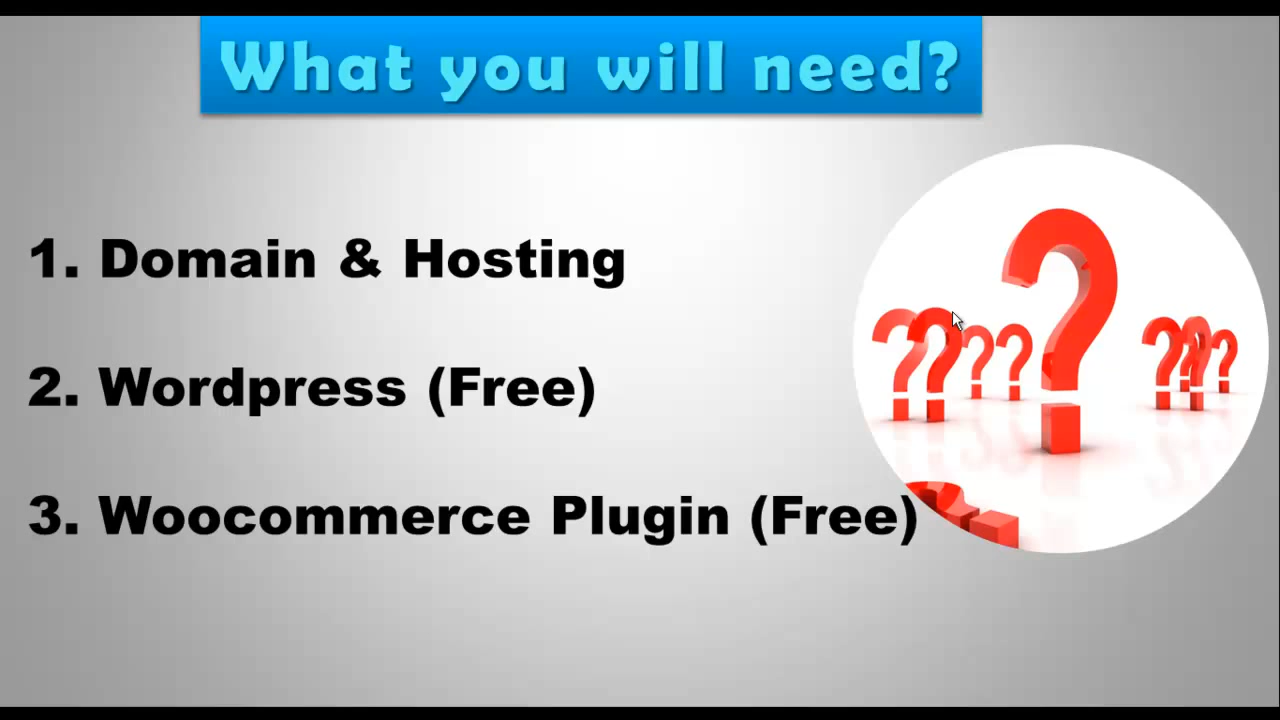 What you will need?
1. Domain & Hosting
2. Wordpress (Free)
3. Woocommerce Plugin (Free)